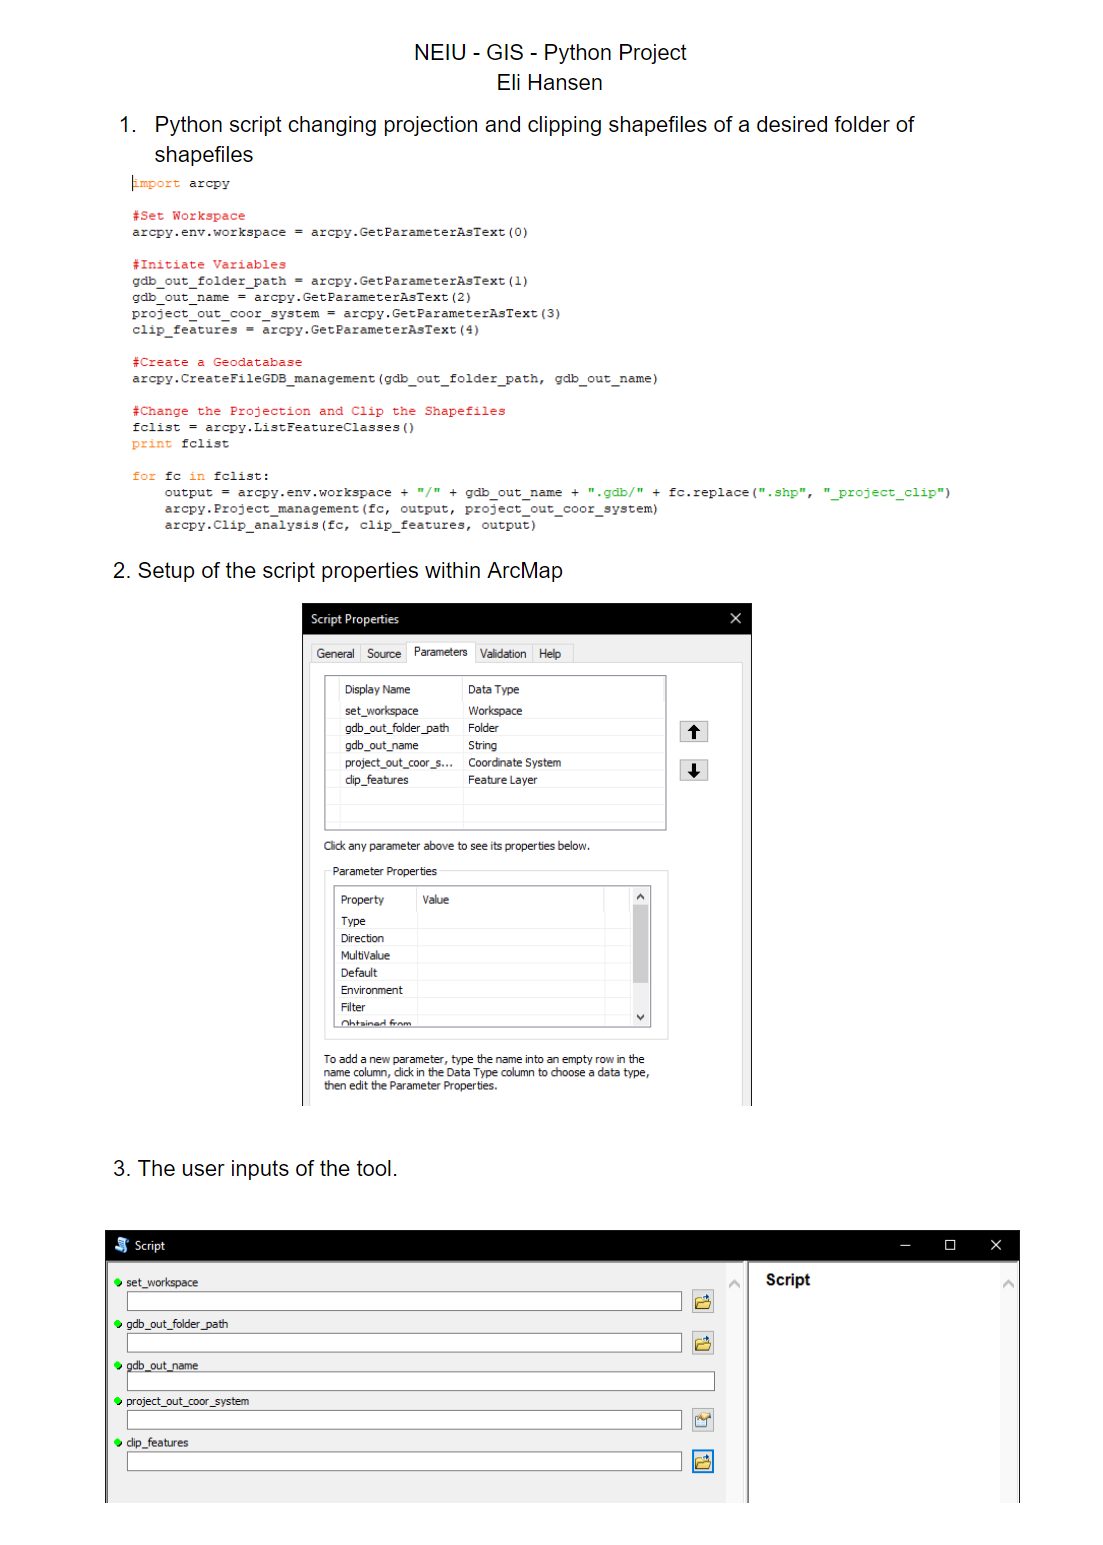 NEIU - GIS - Python Project
Eli Hansen
1. Python script changing projection and clipping shapefiles of a desired folder of
shapefiles
import arcpy
#Set Workspace
arcpy.env.workspace = arcpy.GetParameterAsText(0)
#Initiate Variables
gdb_out_folder_path = arcpy.GetParameterAsText(1)
gdb_out_name = arcpy.GetParameterAsText(2)
project_out_coor_system = arcpy.GetParameterAsText(3)
clip_features = arcpy.GetParameterAsText(4)
#Create a Geodatabase
arcpy.CreateFileGDB_management(gdb_out_folder_path, gdb_out_name)
#Change the Projection and Clip the Shapefiles
fclist = arcpy.ListFeatureClasses()
print fclist
for fc in fclist:
    output = arcpy.env.workspace + "/" + gdb_out_name + ".gdb/" + fc.replace(".shp", "_project_clip")
    arcpy.Project_management(fc, output, project_out_coor_system)
    arcpy.Clip_analysis(fc, clip_features, output)
2. Setup of the script properties within ArcMap
Script Properties
General Source Parameters Validation Help
Display Name Data Type
set_workspace Workspace
gdb_out_folder_path Folder
gdb_out_name String
project_out_coor_s... Coordinate System
clip_features Feature Layer
Click any parameter above to see its properties below.
Parameter Properties
Property Value
Type
Direction
MultiValue
Default
Environment
Filter
Obtained from
To add a new parameter, type the name into an empty row in the
name column, click in the Data Type column to choose a data type,
then edit the Parameter Properties.
3. The user inputs of the tool.
Script
set_workspace
gdb_out_folder_path
gdb_out_name
project_out_coor_system
clip_features
Script